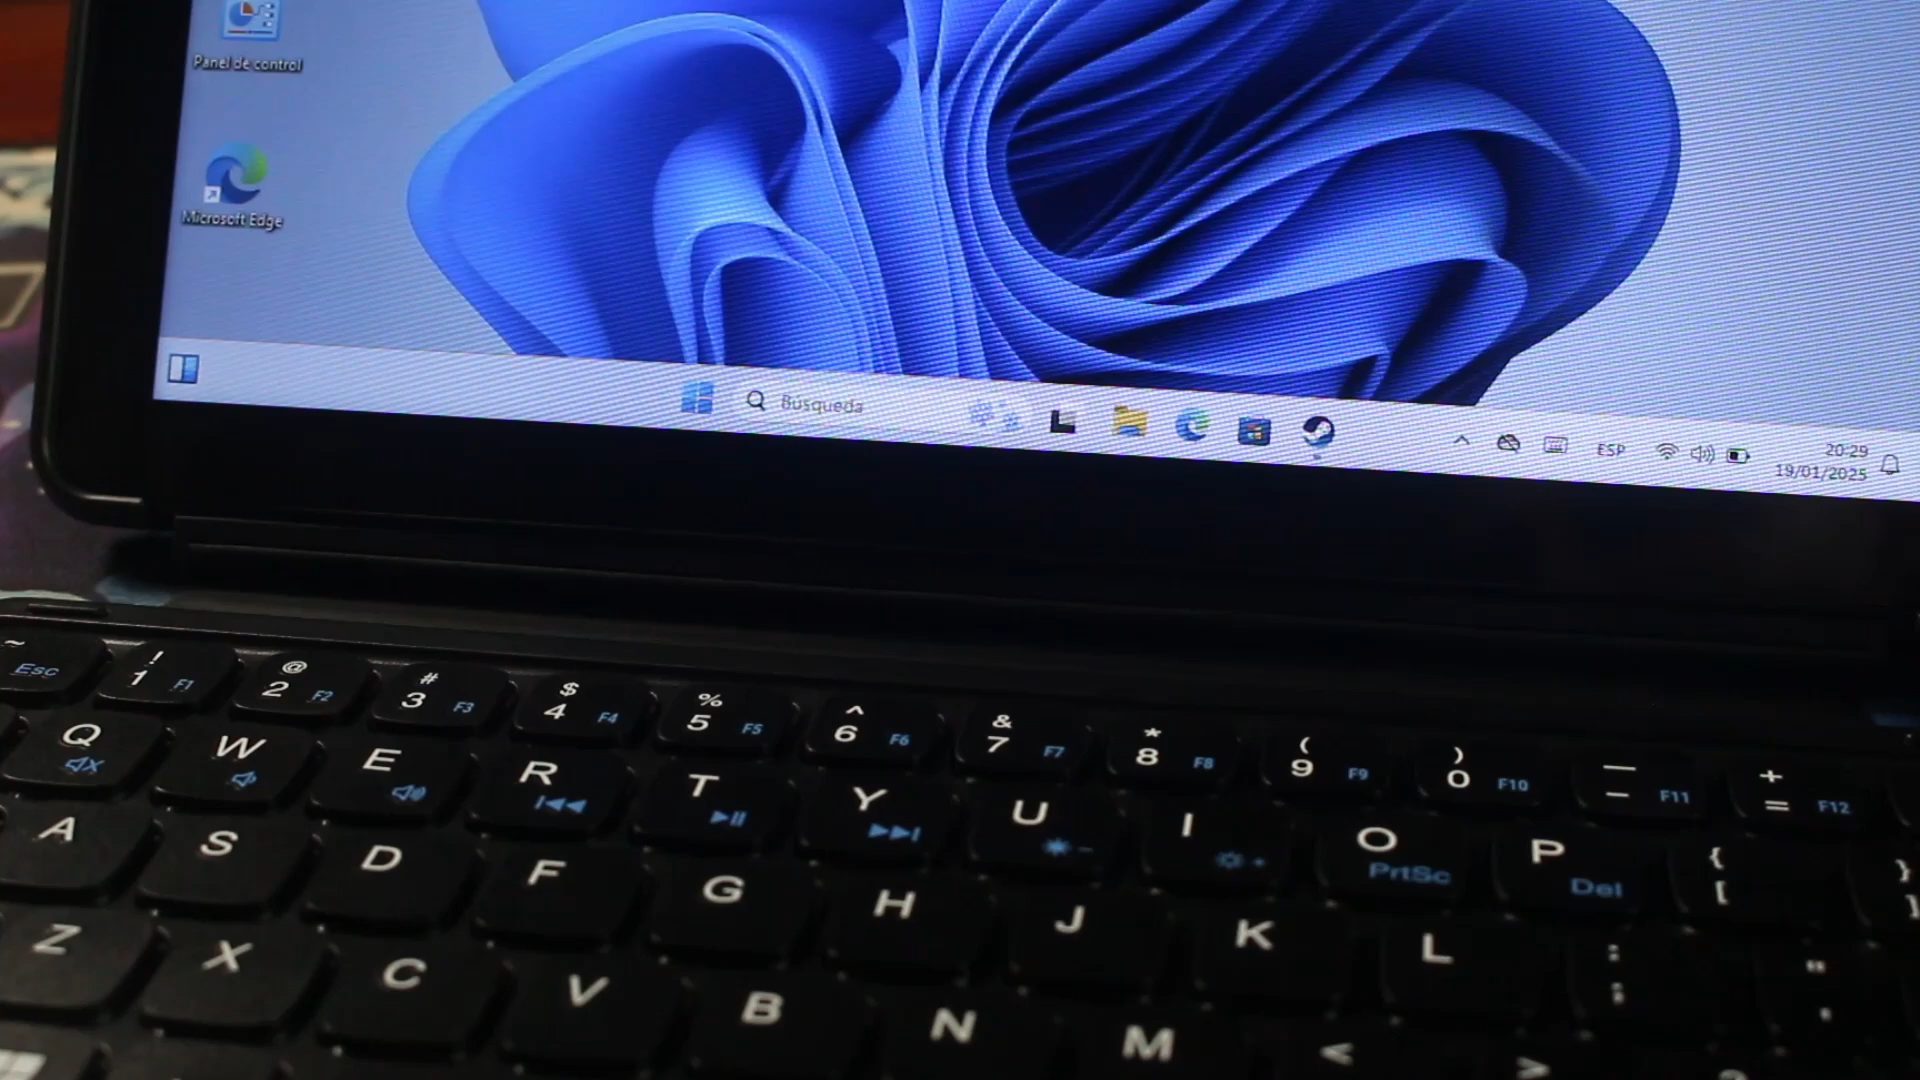 Panel de control
Microsoft Edge
Búsqueda
ESP
20:29
19/01/2025
~ Esc
! 1 F1
@ 2 F2
# 3 F3
$ 4 F4
% 5 F5
^ 6 F6
& 7 F7
* 8 F8
( 9 F9
) 0 F10
— - F11
+ = F12
Q W E R T Y U I O PrtSc P Del { [ } ]
A S D F G H J K L : ; " '
Z X C V B N M < >